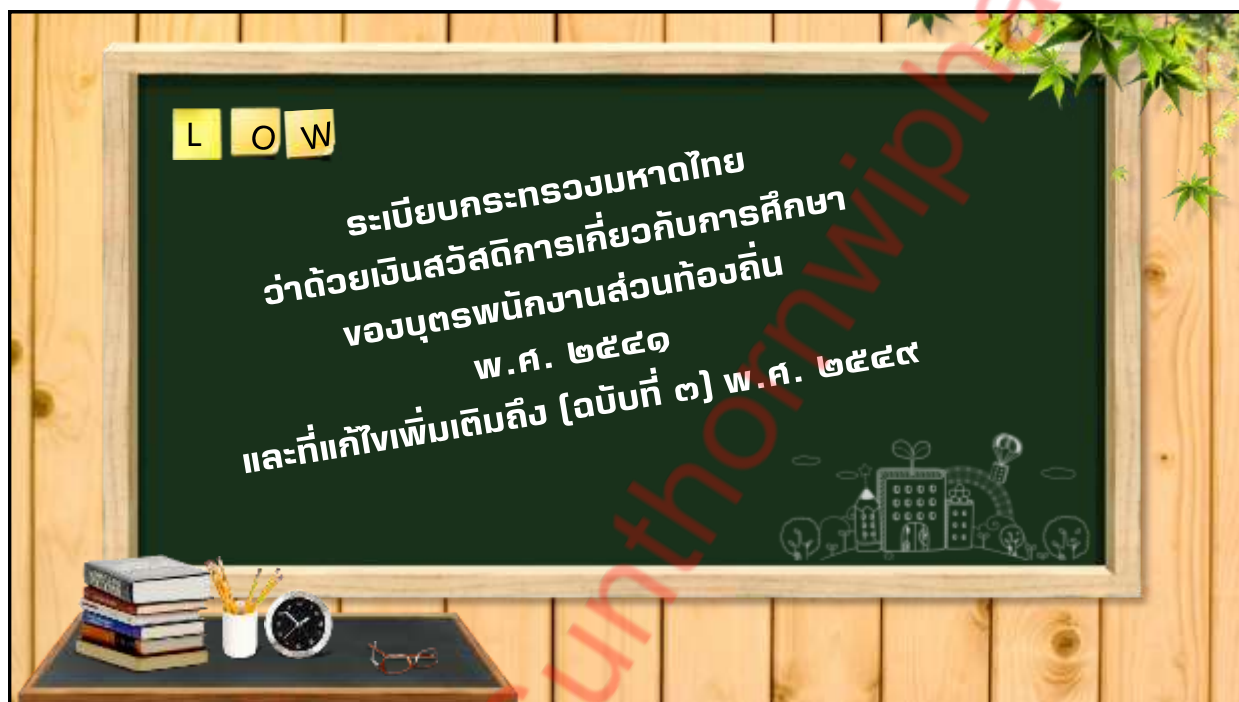 L O W
ระเบียบกระทรวงมหาดไทย
ว่าด้วยเงินสวัสดิการเกี่ยวกับการศึกษา
ของบุตรพนักงานส่วนท้องถิ่น
พ.ศ. ๒๕๔๑
และที่แก้ไขเพิ่มเติมถึง (ฉบับที่ ๓) พ.ศ. ๒๕๔๙
unthornwipha